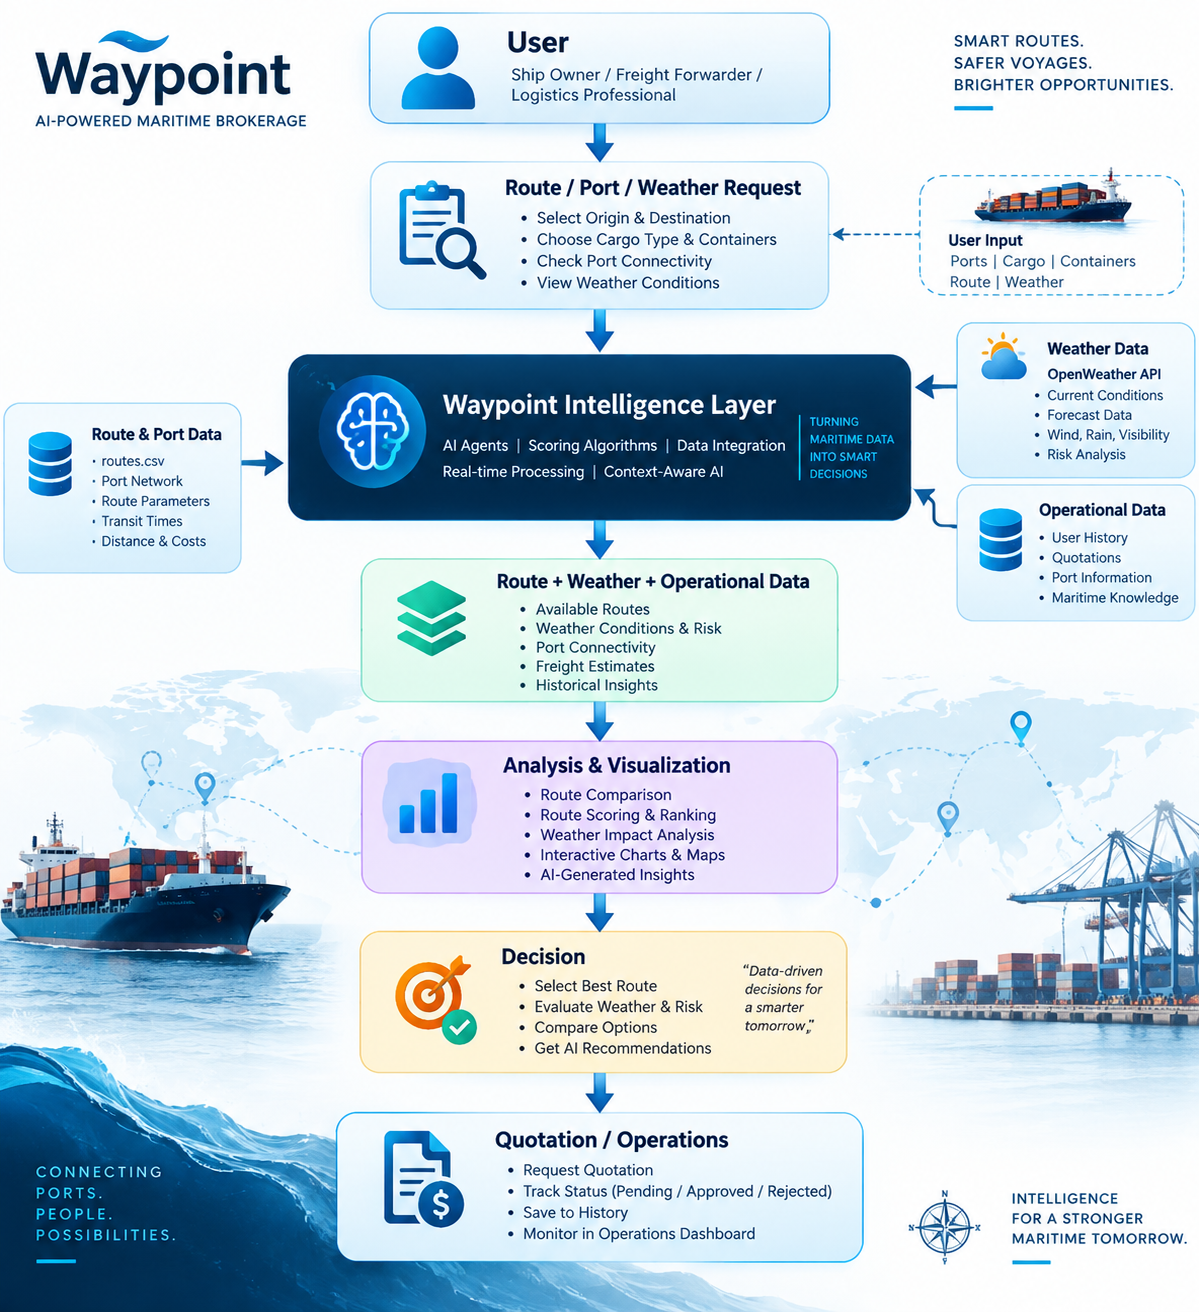 Waypoint
AI-POWERED MARITIME BROKERAGE
User
Ship Owner / Freight Forwarder /
Logistics Professional
SMART ROUTES.
SAFER VOYAGES.
BRIGHTER OPPORTUNITIES.
Route / Port / Weather Request
• Select Origin & Destination
• Choose Cargo Type & Containers
• Check Port Connectivity
• View Weather Conditions
User Input
Ports | Cargo | Containers
Route | Weather
Waypoint Intelligence Layer
AI Agents | Scoring Algorithms | Data Integration
Real-time Processing | Context-Aware AI
TURNING
MARITIME DATA
INTO SMART
DECISIONS
Route & Port Data
• routes.csv
• Port Network
• Route Parameters
• Transit Times
• Distance & Costs
Weather Data
OpenWeather API
• Current Conditions
• Forecast Data
• Wind, Rain, Visibility
• Risk Analysis
Operational Data
• User History
• Quotations
• Port Information
• Maritime Knowledge
Route + Weather + Operational Data
• Available Routes
• Weather Conditions & Risk
• Port Connectivity
• Freight Estimates
• Historical Insights
Analysis & Visualization
• Route Comparison
• Route Scoring & Ranking
• Weather Impact Analysis
• Interactive Charts & Maps
• AI-Generated Insights
Decision
• Select Best Route
• Evaluate Weather & Risk
• Compare Options
• Get AI Recommendations
“Data-driven
decisions for
a smarter
tomorrow„”
Quotation / Operations
• Request Quotation
• Track Status (Pending / Approved / Rejected)
• Save to History
• Monitor in Operations Dashboard
$
CONNECTING
PORTS.
PEOPLE.
POSSIBILITIES.
N
INTELLIGENCE
FOR A STRONGER
MARITIME TOMORROW.